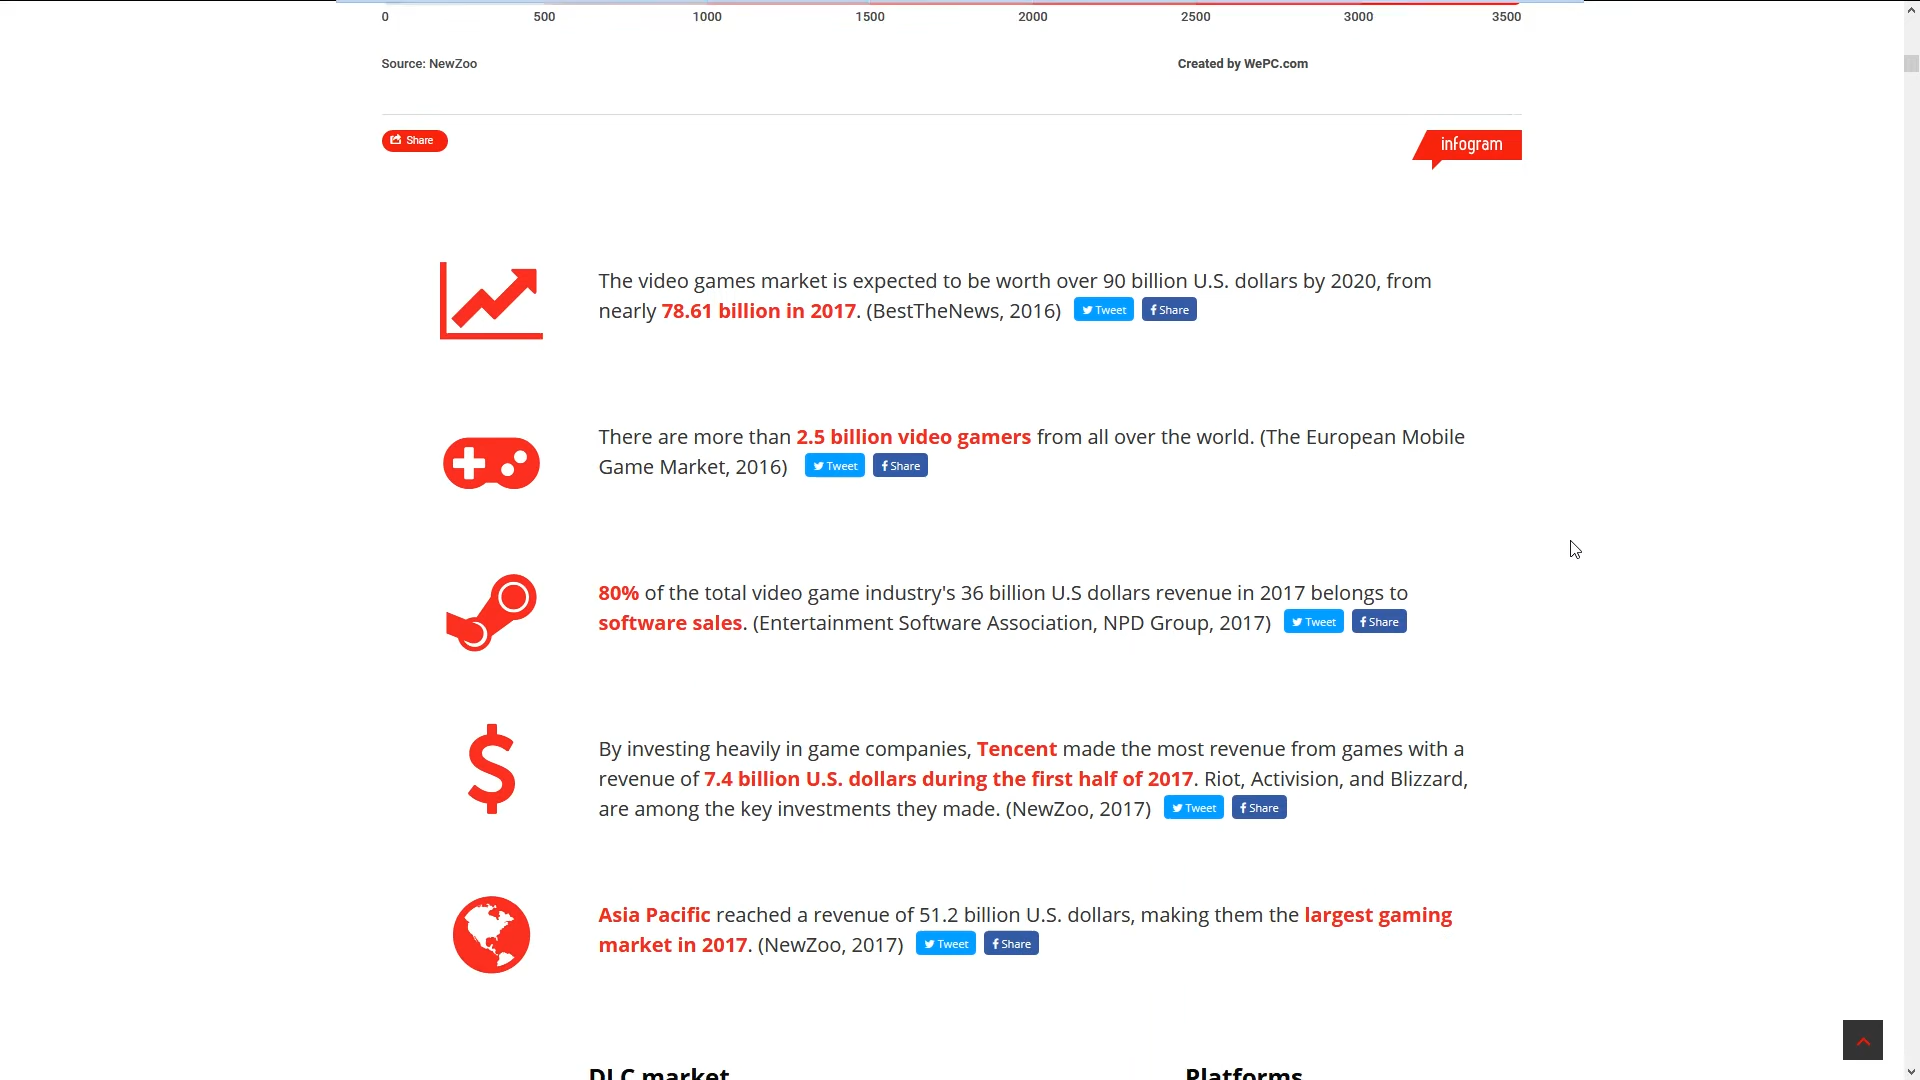 0 500 1000 1500 2000 2500 3000 3500
Source: NewZoo Created by WePC.com
Share infogram
The video games market is expected to be worth over 90 billion U.S. dollars by 2020, from
nearly 78.61 billion in 2017. (BestTheNews, 2016) Tweet Share
There are more than 2.5 billion video gamers from all over the world. (The European Mobile
Game Market, 2016) Tweet Share
80% of the total video game industry's 36 billion U.S dollars revenue in 2017 belongs to
software sales. (Entertainment Software Association, NPD Group, 2017) Tweet Share
By investing heavily in game companies, Tencent made the most revenue from games with a
revenue of 7.4 billion U.S. dollars during the first half of 2017. Riot, Activision, and Blizzard,
are among the key investments they made. (NewZoo, 2017) Tweet Share
Asia Pacific reached a revenue of 51.2 billion U.S. dollars, making them the largest gaming
market in 2017. (NewZoo, 2017) Tweet Share
DLC market Platforms